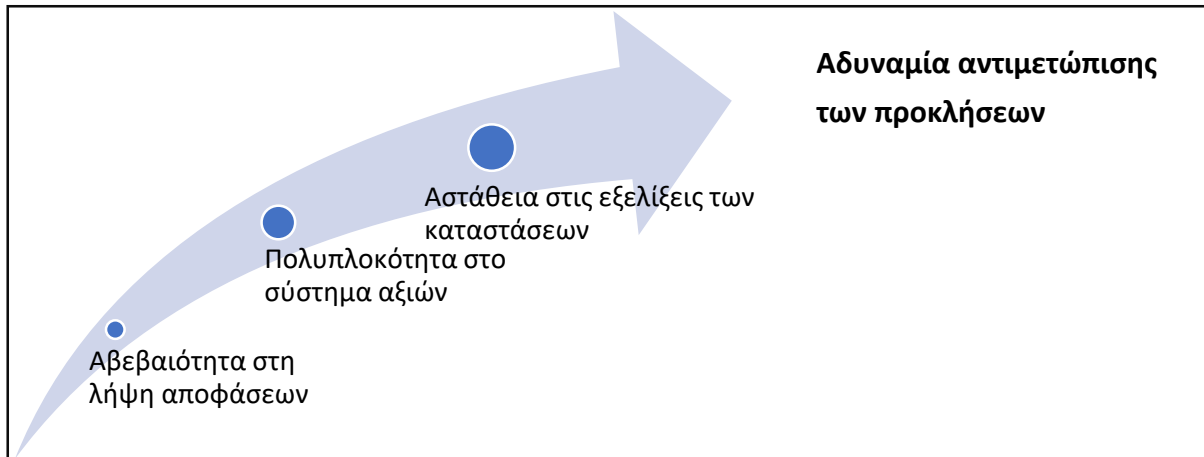 Αδυναμία αντιμετώπισης
των προκλήσεων
Αστάθεια στις εξελίξεις των
καταστάσεων
Πολυπλοκότητα στο
σύστημα αξιών
Αβεβαιότητα στη
λήψη αποφάσεων